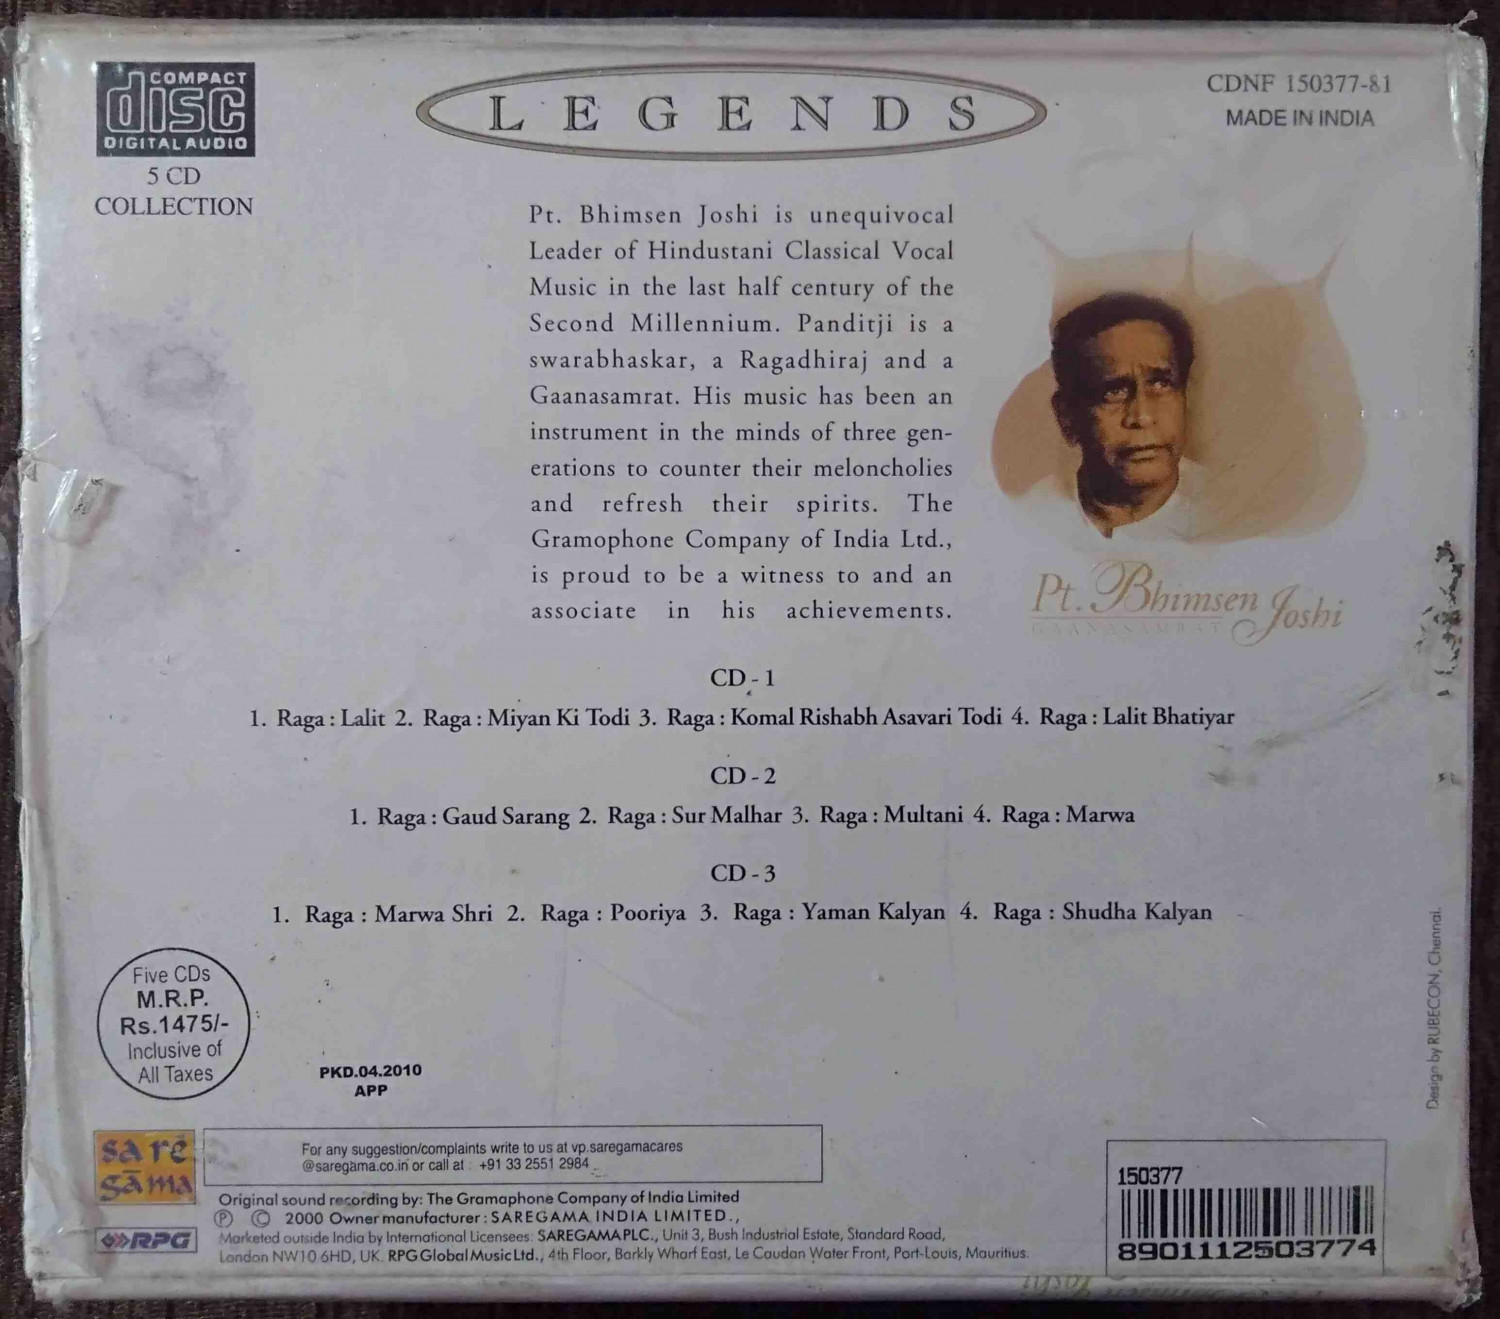 COMPACT
disc
DIGITAL AUDIO
5 CD
COLLECTION
LEGENDS
CDNF 150377-81
MADE IN INDIA
Pt. Bhimsen Joshi is unequivocal
Leader of Hindustani Classical Vocal
Music in the last half century of the
Second Millennium. Panditji is a
swarabhaskar, a Ragadhiraj and a
Gaanasamrat. His music has been an
instrument in the minds of three gen-
erations to counter their meloncholies
and refresh their spirits. The
Gramophone Company of India Ltd.,
is proud to be a witness to and an
associate in his achievements.
Pt. Bhimsen Joshi
GAANASAMRAT
CD - 1
1. Raga : Lalit 2. Raga : Miyan Ki Todi 3. Raga : Komal Rishabh Asavari Todi 4. Raga : Lalit Bhatiyar
CD - 2
1. Raga : Gaud Sarang 2. Raga : Sur Malhar 3. Raga : Multani 4. Raga : Marwa
CD - 3
1. Raga : Marwa Shri 2. Raga : Pooriya 3. Raga : Yaman Kalyan 4. Raga : Shudha Kalyan
Five CDs
M.R.P.
Rs.1475/-
Inclusive of
All Taxes
PKD.04.2010
APP
Design by RUBECON, Chennai.
sa re
gama
RPG
For any suggestion/complaints write to us at vp.saregamacares
@saregama.co.in or call at : +91 33 2551 2984
Original sound recording by: The Gramaphone Company of India Limited
Ⓟ © 2000 Owner manufacturer : SAREGAMA INDIA LIMITED.,
Marketed outside India by International Licensees: SAREGAMA PLC., Unit 3, Bush Industrial Estate, Standard Road,
London NW10 6HD, UK. RPG Global Music Ltd., 4th Floor, Barkly Wharf East, Le Caudan Water Front, Port-Louis, Mauritius.
150377
8901112503774